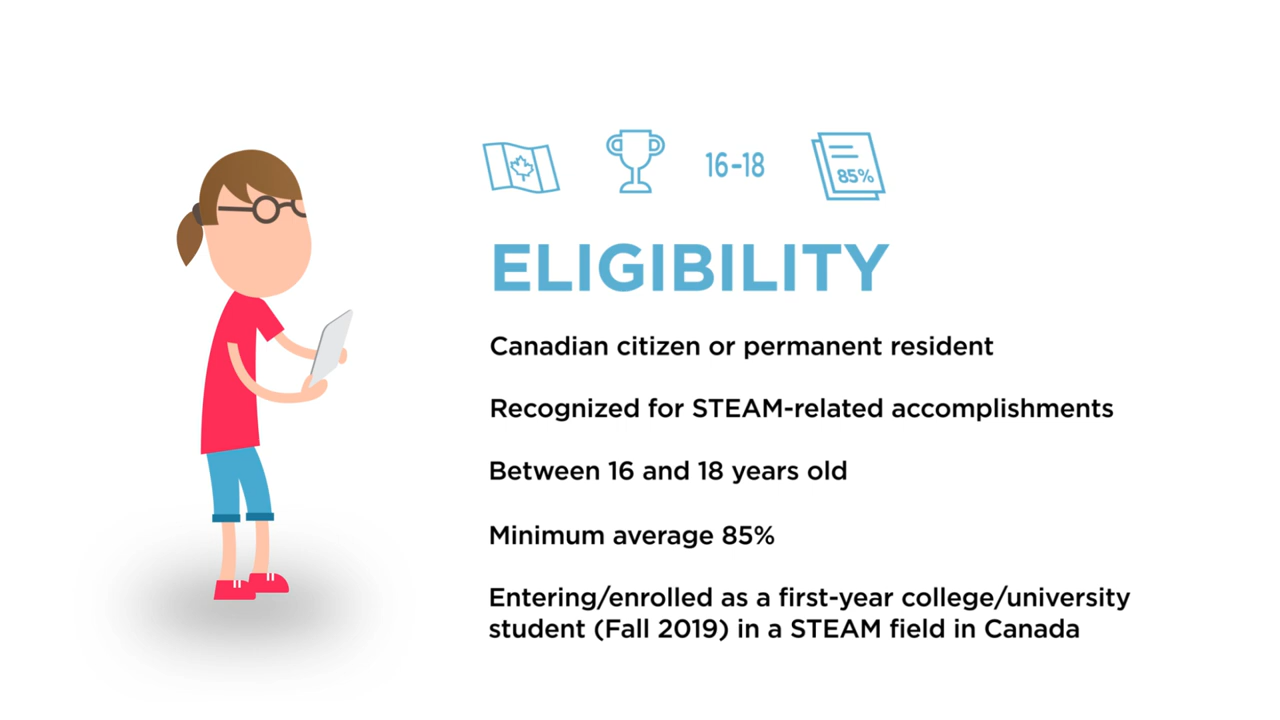 16-18
85%
ELIGIBILITY
Canadian citizen or permanent resident
Recognized for STEAM-related accomplishments
Between 16 and 18 years old
Minimum average 85%
Entering/enrolled as a first-year college/university
student (Fall 2019) in a STEAM field in Canada